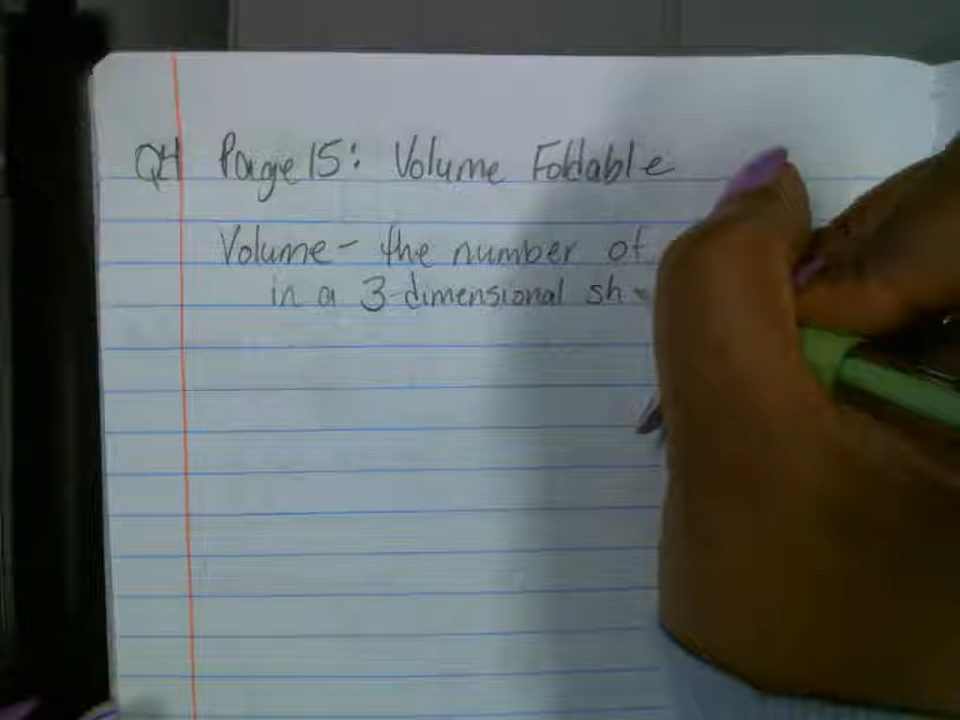 Q4 Page 15: Volume Foldable
Volume - the number of
in a 3-dimensional sh